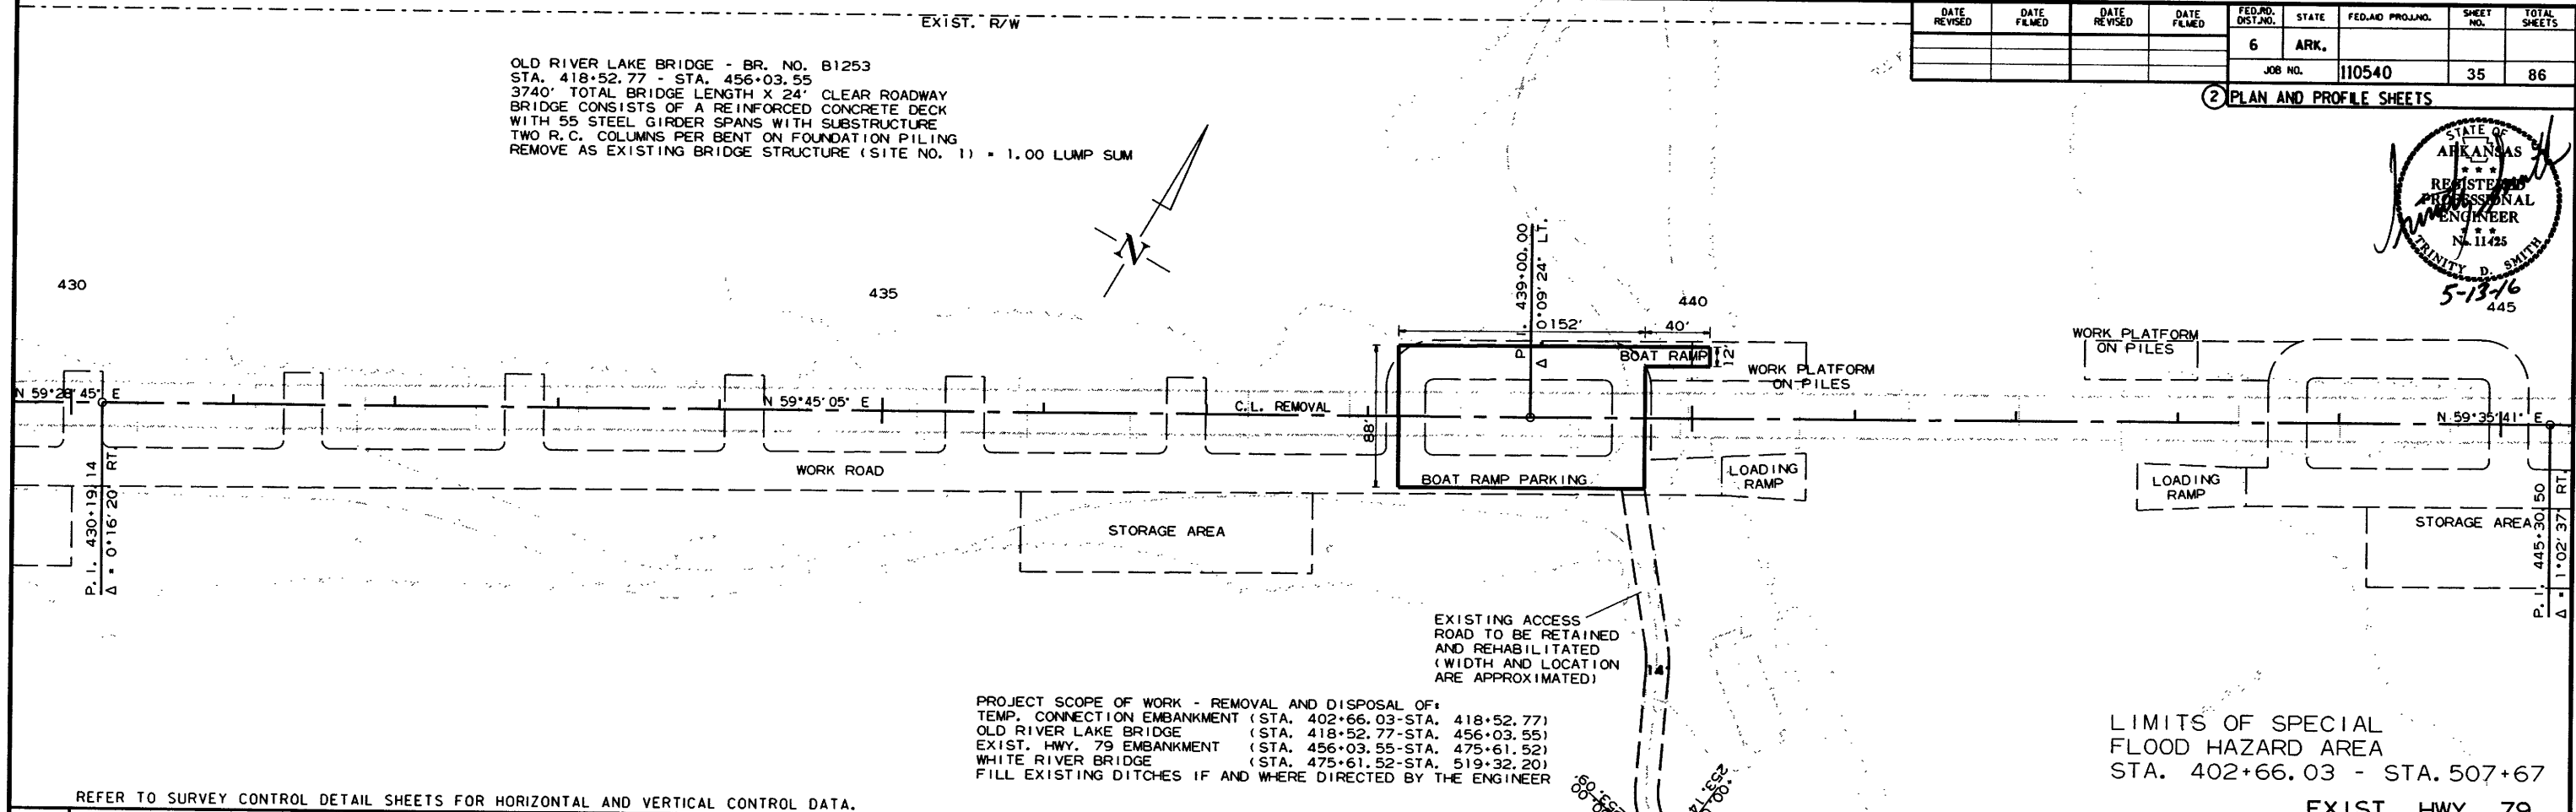 EXIST. R/W
DATE REVISED
DATE FILMED
DATE REVISED
DATE FILMED
FED.RD. DIST.NO.
STATE
FED.AID PROJ.NO.
SHEET NO.
TOTAL SHEETS
6
ARK.
JOB NO.
110540
35
86
2 PLAN AND PROFILE SHEETS
OLD RIVER LAKE BRIDGE - BR. NO. B1253
STA. 418+52.77 - STA. 456+03.55
3740' TOTAL BRIDGE LENGTH X 24' CLEAR ROADWAY
BRIDGE CONSISTS OF A REINFORCED CONCRETE DECK
WITH 55 STEEL GIRDER SPANS WITH SUBSTRUCTURE
TWO R.C. COLUMNS PER BENT ON FOUNDATION PILING
REMOVE AS EXISTING BRIDGE STRUCTURE (SITE NO. 1) = 1.00 LUMP SUM
STATE OF
ARKANSAS
REGISTERED
PROFESSIONAL
ENGINEER
No. 11425
TRINITY D. SMITH
5-13-16
N
430
435
440
445
P.I. 439+00.00
Δ 0°09'24" LT.
152'
40'
12'
BOAT RAMP
WORK PLATFORM
ON PILES
WORK PLATFORM
ON PILES
N 59°28'45" E
N 59°45'05" E
C.L. REMOVAL
88'
N 59°35'41" E
WORK ROAD
BOAT RAMP PARKING
LOADING
RAMP
LOADING
RAMP
P.I. 430+19.14
Δ = 0°16'20" RT.
STORAGE AREA
STORAGE AREA
P.I. 445+30.50
Δ = 1°02'37" RT.
EXISTING ACCESS
ROAD TO BE RETAINED
AND REHABILITATED
(WIDTH AND LOCATION
ARE APPROXIMATED)
14'
PROJECT SCOPE OF WORK - REMOVAL AND DISPOSAL OF:
TEMP. CONNECTION EMBANKMENT (STA. 402+66.03-STA. 418+52.77)
OLD RIVER LAKE BRIDGE (STA. 418+52.77-STA. 456+03.55)
EXIST. HWY. 79 EMBANKMENT (STA. 456+03.55-STA. 475+61.52)
WHITE RIVER BRIDGE (STA. 475+61.52-STA. 519+32.20)
FILL EXISTING DITCHES IF AND WHERE DIRECTED BY THE ENGINEER
LIMITS OF SPECIAL
FLOOD HAZARD AREA
STA. 402+66.03 - STA. 507+67
REFER TO SURVEY CONTROL DETAIL SHEETS FOR HORIZONTAL AND VERTICAL CONTROL DATA.
EXIST. HWY. 79